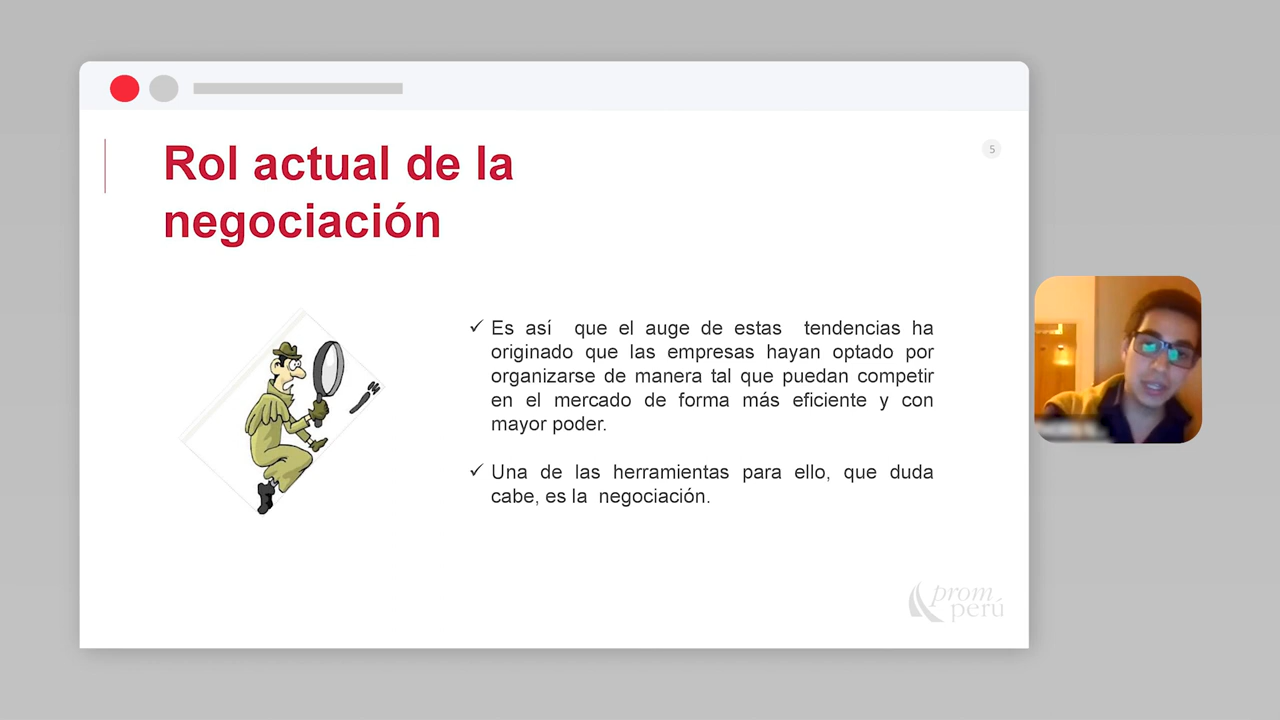 Rol actual de la
negociación
5
✓ Es así que el auge de estas tendencias ha
originado que las empresas hayan optado por
organizarse de manera tal que puedan competir
en el mercado de forma más eficiente y con
mayor poder.
✓ Una de las herramientas para ello, que duda
cabe, es la negociación.
prom
perú